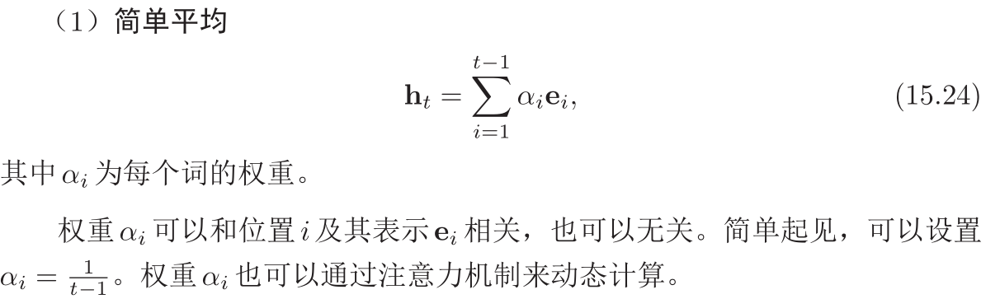 （1）简单平均
$\mathbf{h}_t = \sum_{i=1}^{t-1} \alpha_i \mathbf{e}_i,$ (15.24)
其中 $\alpha_i$ 为每个词的权重。
权重 $\alpha_i$ 可以和位置 $i$ 及其表示 $\mathbf{e}_i$ 相关，也可以无关。简单起见，可以设置
$\alpha_i = \frac{1}{t-1}$。权重 $\alpha_i$ 也可以通过注意力机制来动态计算。